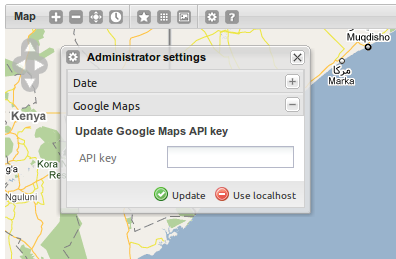 Map
Muqdisho
مركا
Marka
Administrator settings
Date
Google Maps
Update Google Maps API key
API key
Update
Use localhost
Kenya
Kora
Re
g'a
Nguluni